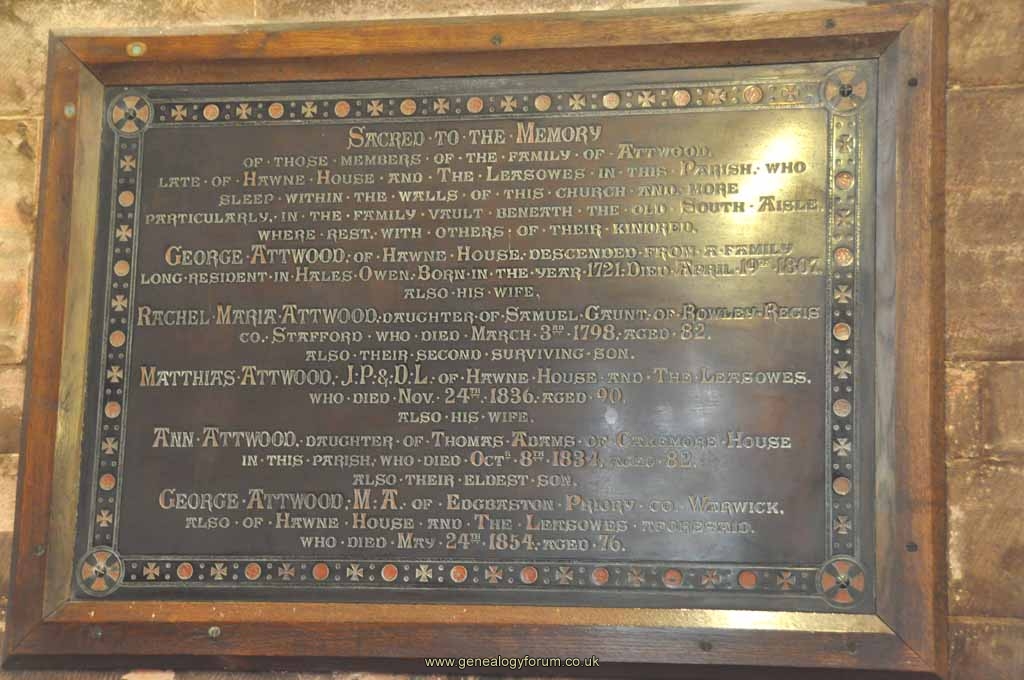 SACRED · TO · THE · MEMORY
OF · THOSE · MEMBERS · OF · THE · FAMILY · OF · ATTWOOD,
LATE · OF · HAWNE · HOUSE · AND · THE · LEASOWES · IN · THIS · PARISH, · WHO
SLEEP · WITHIN · THE · WALLS · OF · THIS · CHURCH · AND · MORE
PARTICULARLY, · IN · THE · FAMILY · VAULT · BENEATH · THE · OLD · SOUTH · AISLE,
WHERE · REST, · WITH · OTHERS · OF · THEIR · KINDRED,
GEORGE · ATTWOOD, · OF · HAWNE · HOUSE, · DESCENDED · FROM · A · FAMILY
LONG · RESIDENT · IN · HALES · OWEN, · BORN · IN · THE · YEAR · 1721, · DIED · APRIL · 19TH · 1807,
ALSO · HIS · WIFE,
RACHEL · MARIA · ATTWOOD, · DAUGHTER · OF · SAMUEL · GAUNT, · OF · ROWLEY · REGIS
CO. · STAFFORD · WHO · DIED · MARCH · 3RD · 1798, · AGED · 82.
ALSO · THEIR · SECOND · SURVIVING · SON,
MATTHIAS · ATTWOOD, · J.P. · & · D.L. · OF · HAWNE · HOUSE · AND · THE · LEASOWES,
WHO · DIED · NOV. · 24TH · 1836, · AGED · 90,
ALSO · HIS · WIFE,
ANN · ATTWOOD, · DAUGHTER · OF · THOMAS · ADAMS · OF · CAKEMORE · HOUSE
IN · THIS · PARISH, · WHO · DIED · OCTR · 8TH · 1834, · AGED · 82,
ALSO · THEIR · ELDEST · SON,
GEORGE · ATTWOOD, · M.A. · OF · EDGBASTON · PRIORY · CO. · WARWICK,
ALSO · OF · HAWNE · HOUSE · AND · THE · LEASOWES · AFORESAID,
WHO · DIED · MAY · 24TH · 1854, · AGED · 76.
www.genealogyforum.co.uk